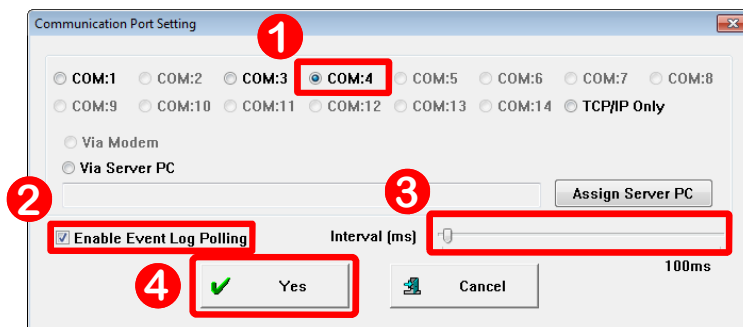 Communication Port Setting
1
COM:1 COM:2 COM:3 COM:4 COM:5 COM:6 COM:7 COM:8
COM:9 COM:10 COM:11 COM:12 COM:13 COM:14 TCP/IP Only
Via Modem
Via Server PC
Assign Server PC
2
3
Enable Event Log Polling Interval (ms)
100ms
4
Yes Cancel